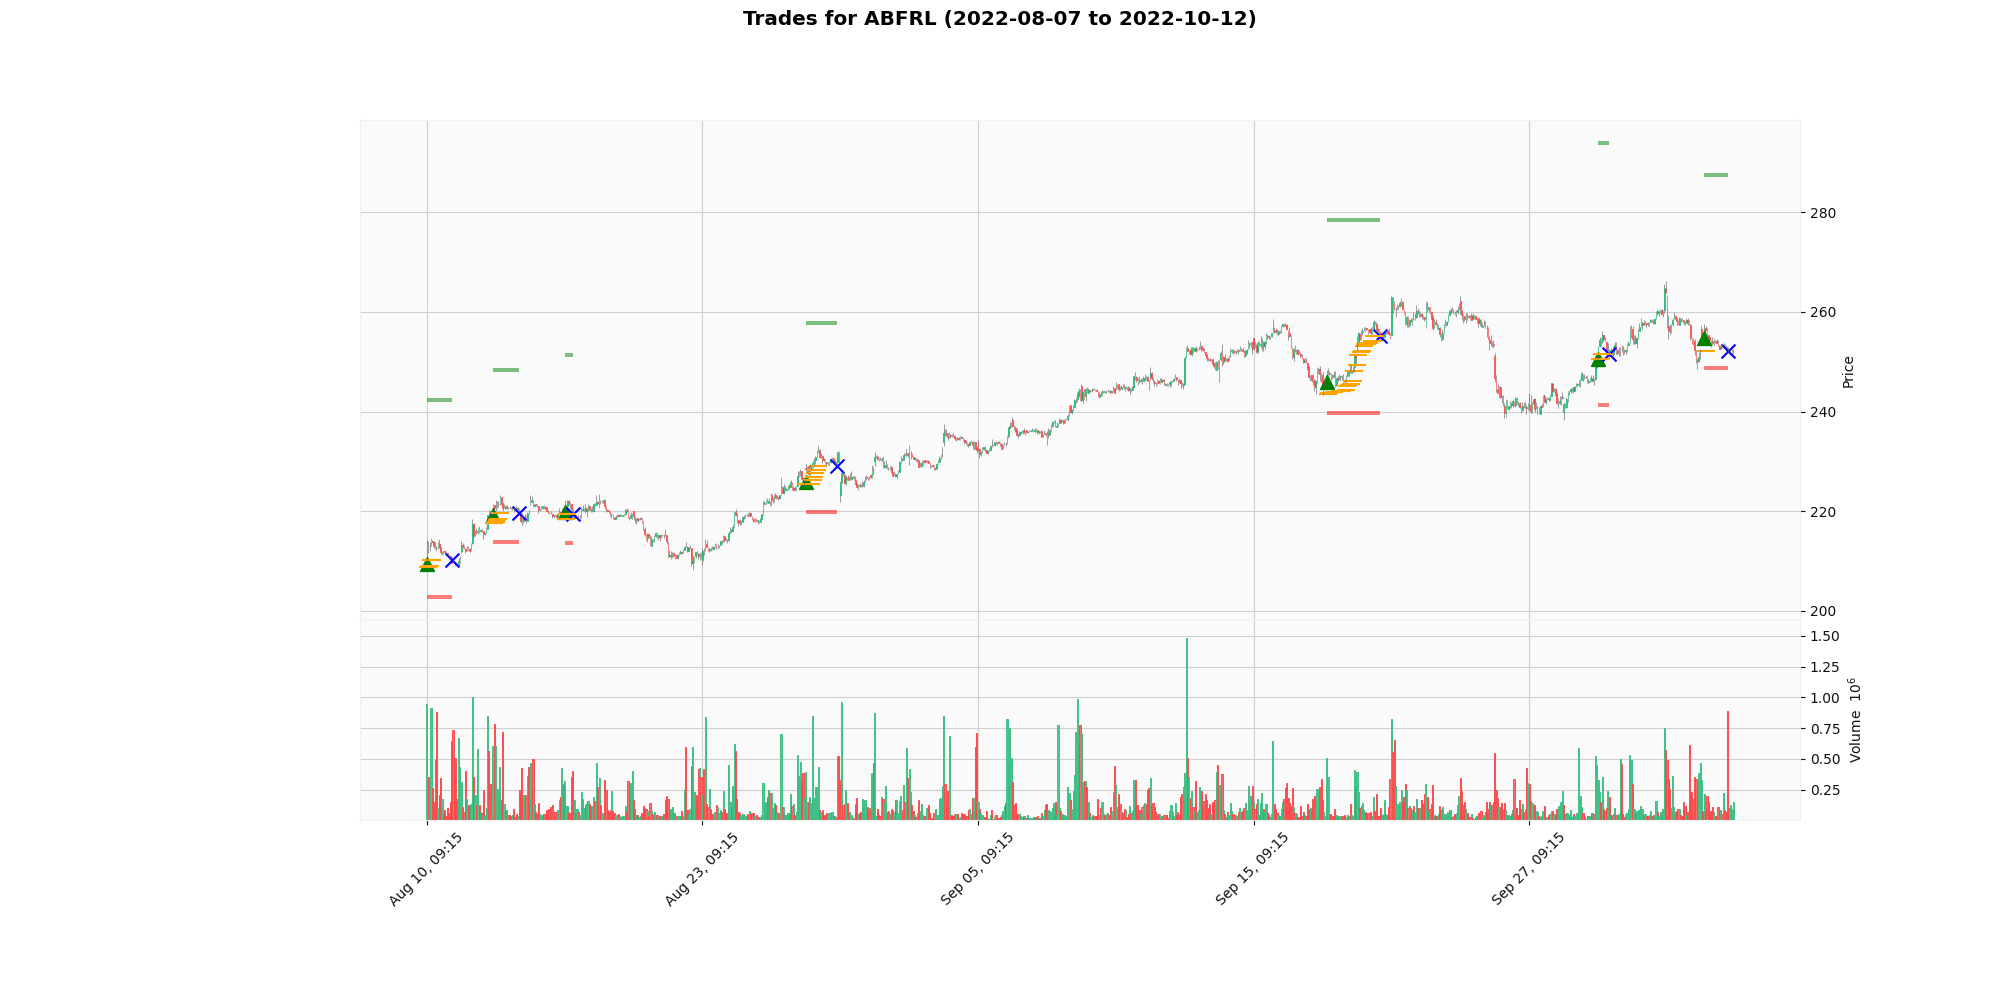 Trades for ABFRL (2022-08-07 to 2022-10-12)
280
260
240
220
200
Price
1.50
1.25
1.00
0.75
0.50
0.25
Volume 10^6
Aug 10, 09:15
Aug 23, 09:15
Sep 05, 09:15
Sep 15, 09:15
Sep 27, 09:15